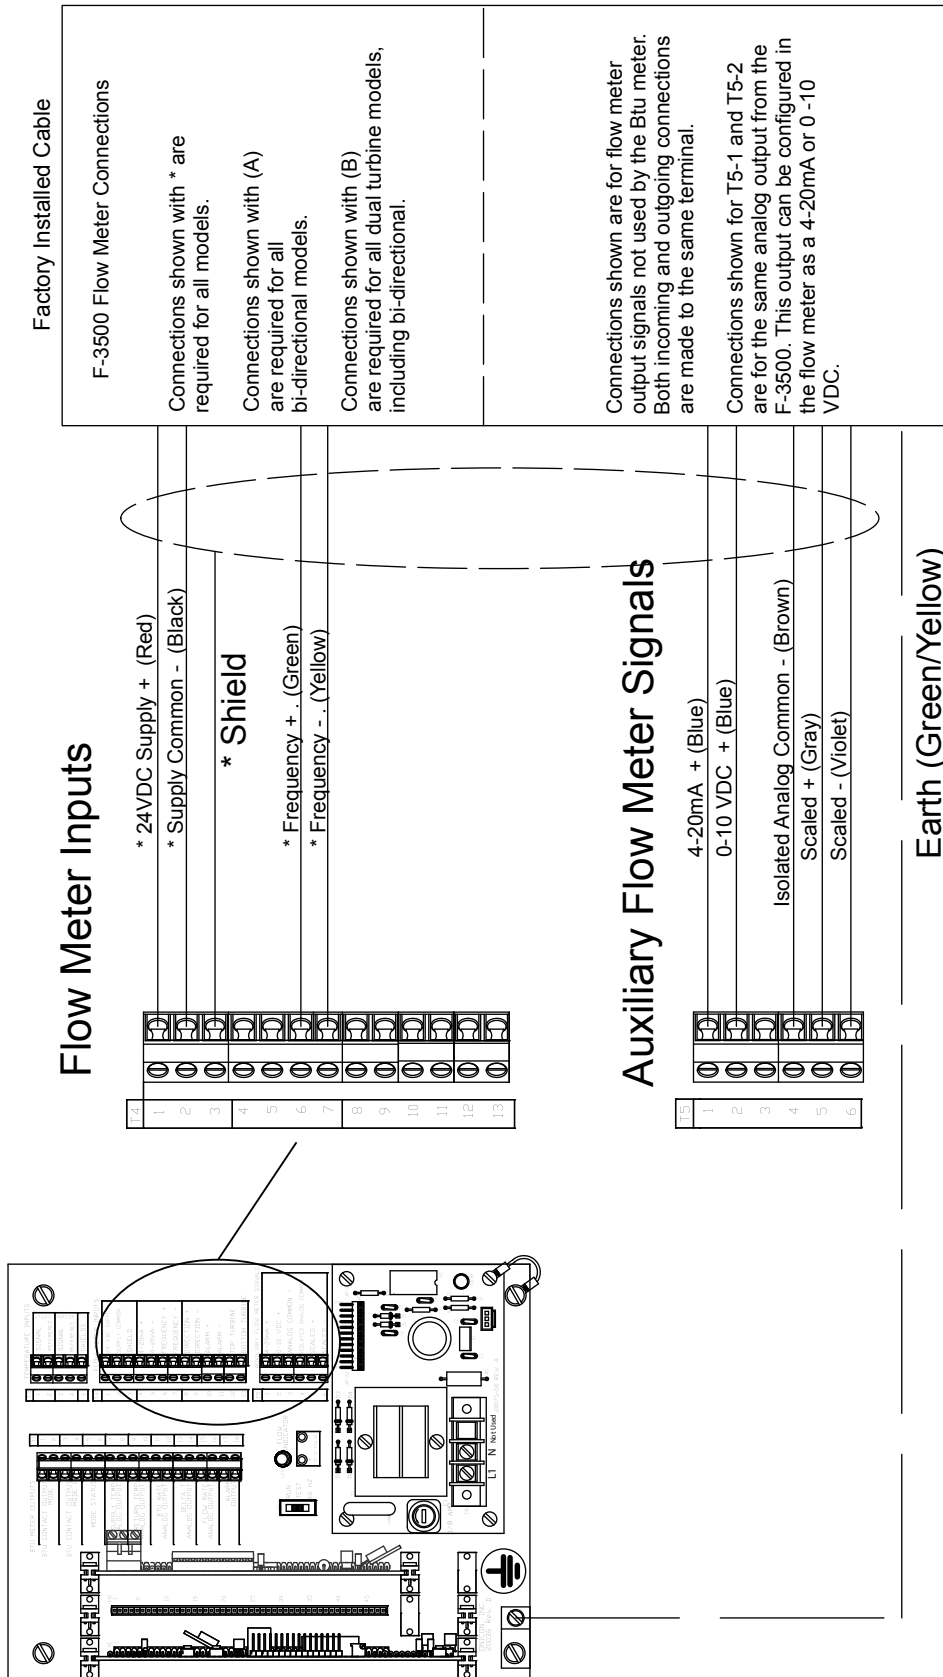 Factory Installed Cable
F-3500 Flow Meter Connections
Connections shown with * are
required for all models.
Connections shown with (A)
are required for all
bi-directional models.
Connections shown with (B)
are required for all dual turbine models,
including bi-directional.
Connections shown are for flow meter
output signals not used by the Btu meter.
Both incoming and outgoing connections
are made to the same terminal.
Connections shown for T5-1 and T5-2
are for the same analog output from the
F-3500. This output can be configured in
the flow meter as a 4-20mA or 0 -10
VDC.
Flow Meter Inputs
* 24VDC Supply + (Red)
* Supply Common - (Black)
* Shield
* Frequency + . (Green)
* Frequency - . (Yellow)
T4
1
2
3
4
5
6
7
8
9
10
11
12
13
Auxiliary Flow Meter Signals
4-20mA + (Blue)
0-10 VDC + (Blue)
Isolated Analog Common - (Brown)
Scaled + (Gray)
Scaled - (Violet)
T5
1
2
3
4
5
6
Earth (Green/Yellow)
L1 N Not Used